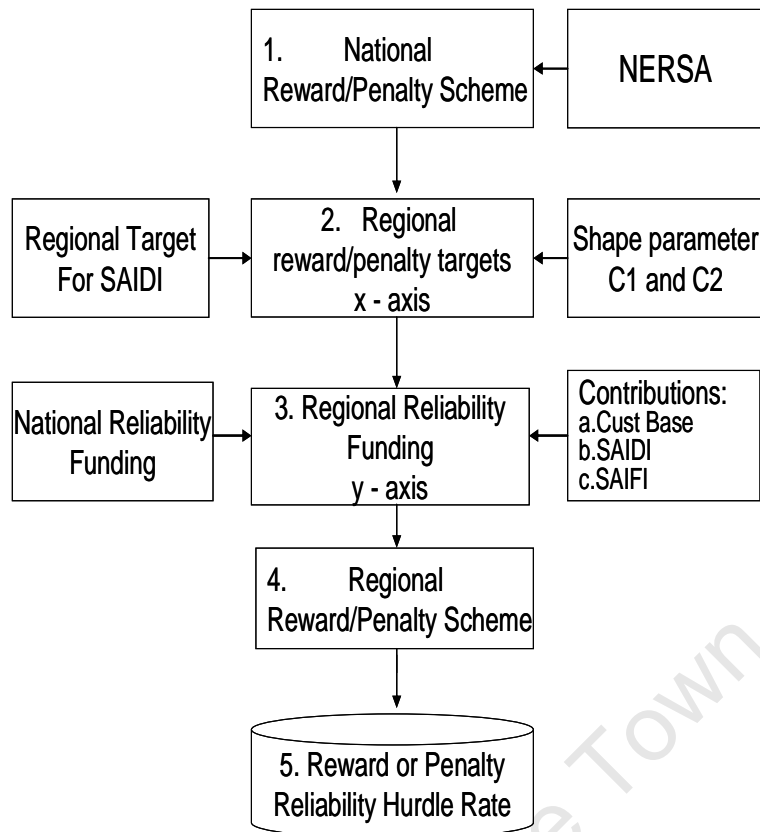 1. National
Reward/Penalty Scheme
NERSA
Regional Target
For SAIDI
2. Regional
reward/penalty targets
x - axis
Shape parameter
C1 and C2
National Reliability
Funding
3. Regional Reliability
Funding
y - axis
Contributions:
a.Cust Base
b.SAIDI
c.SAIFI
4. Regional
Reward/Penalty Scheme
5. Reward or Penalty
Reliability Hurdle Rate
Town